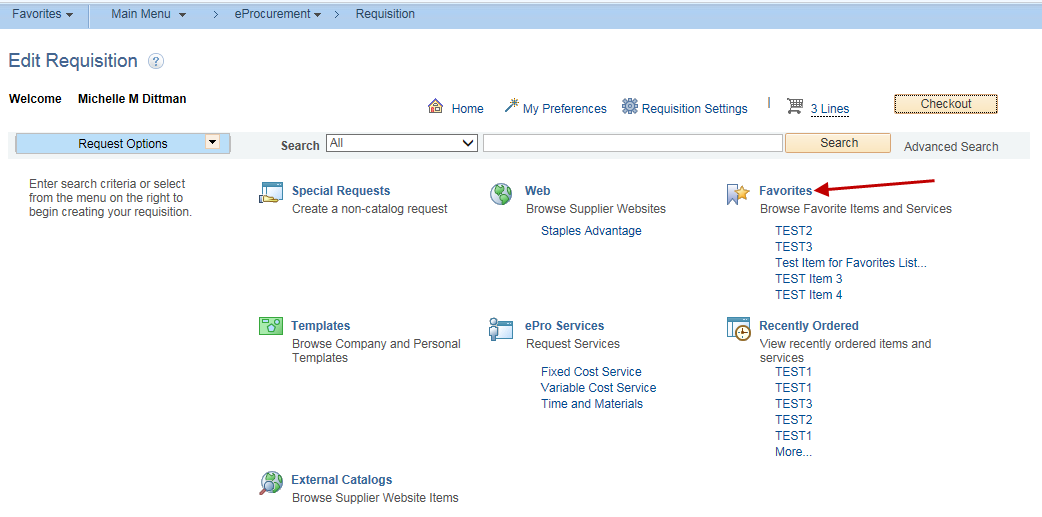 Favorites Main Menu > eProcurement > Requisition
Edit Requisition ?
Welcome Michelle M Dittman
Home My Preferences Requisition Settings | 3 Lines Checkout
Request Options Search All Search Advanced Search
Enter search criteria or select
from the menu on the right to
begin creating your requisition.
Special Requests
Create a non-catalog request
Web
Browse Supplier Websites
Staples Advantage
Favorites
Browse Favorite Items and Services
TEST2
TEST3
Test Item for Favorites List...
TEST Item 3
TEST Item 4
Templates
Browse Company and Personal
Templates
ePro Services
Request Services
Fixed Cost Service
Variable Cost Service
Time and Materials
Recently Ordered
View recently ordered items and
services
TEST1
TEST1
TEST3
TEST2
TEST1
More...
External Catalogs
Browse Supplier Website Items